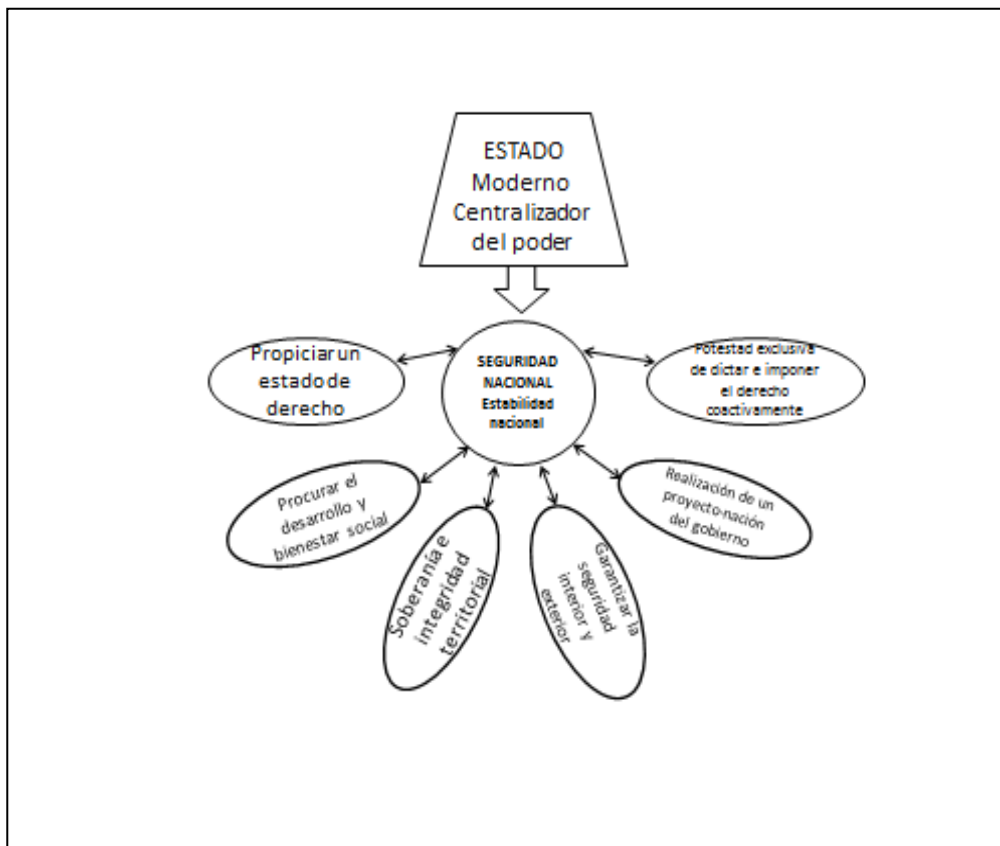 ESTADO
Moderno
Centralizador
del poder
SEGURIDAD
NACIONAL
Estabilidad
nacional
Propiciar un
estado de
derecho
Potestad exclusiva
de dictar e imponer
el derecho
coactivamente
Procurar el
desarrollo y
bienestar social
Soberanía e
integridad
territorial
Garantizar la
seguridad
interior y
exterior
Realización de un
proyecto-nación
del gobierno